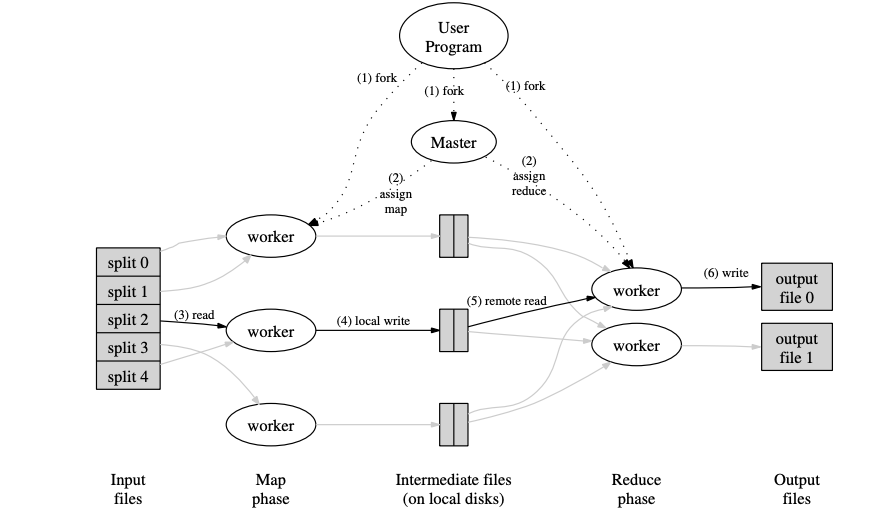 User
Program
(1) fork
(1) fork
(1) fork
Master
(2)
assign
map
(2)
assign
reduce
worker
split 0
split 1
split 2
split 3
split 4
(3) read
worker
(4) local write
(5) remote read
worker
worker
worker
(6) write
output
file 0
output
file 1
Input
files
Map
phase
Intermediate files
(on local disks)
Reduce
phase
Output
files